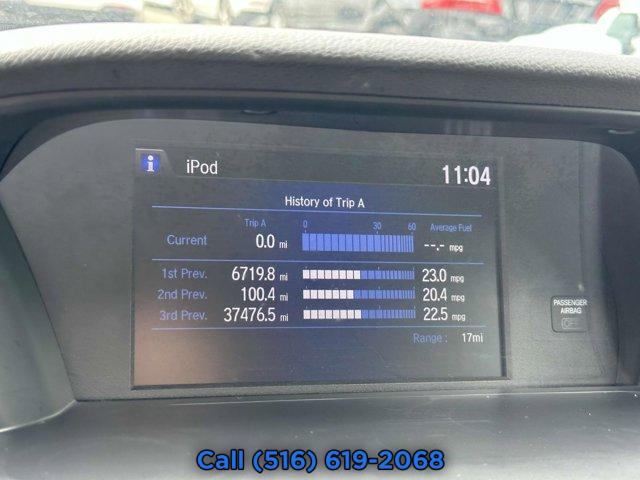 i iPod 11:04
History of Trip A
Trip A 0 30 60 Average Fuel
Current 0.0 mi --.- mpg
1st Prev. 6719.8 mi 23.0 mpg
2nd Prev. 100.4 mi 20.4 mpg
3rd Prev. 37476.5 mi 22.5 mpg
Range : 17mi
PASSENGER
AIRBAG
OFF
Call (516) 619-2068